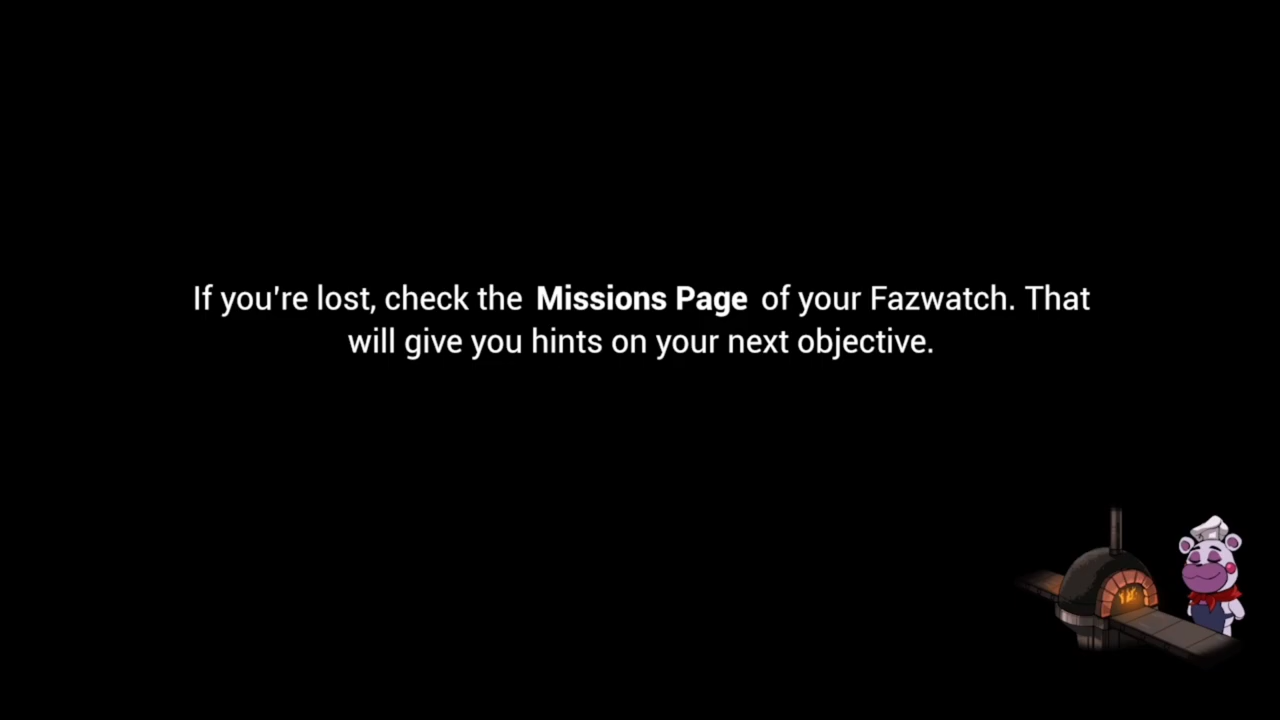 If you're lost, check the Missions Page of your Fazwatch. That
will give you hints on your next objective.